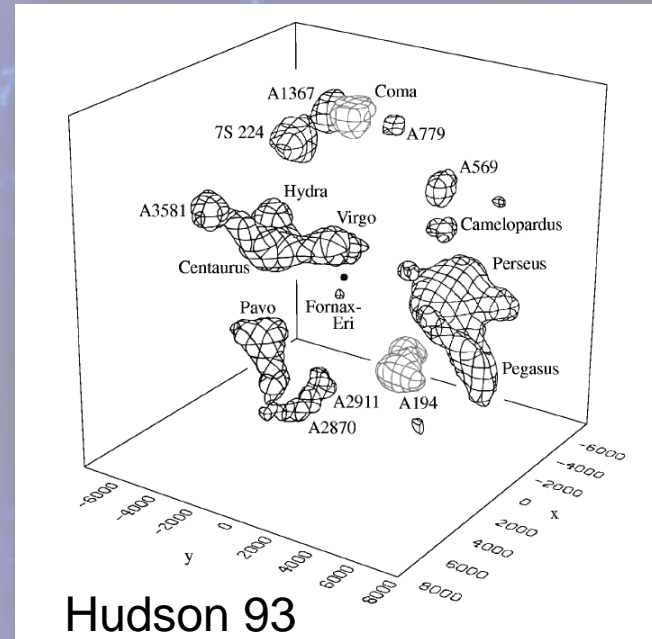 A1367
Coma
7S 224
A779
A569
Hydra
A3581
Virgo
Camelopardus
Centaurus
Perseus
Pavo
Fornax-
Eri
Pegasus
A2911
A194
A2870
-6000
-4000
-2000
0
2000
4000
6000
8000
y
-6000
-4000
-2000
0
2000
4000
6000
8000
x
Hudson 93